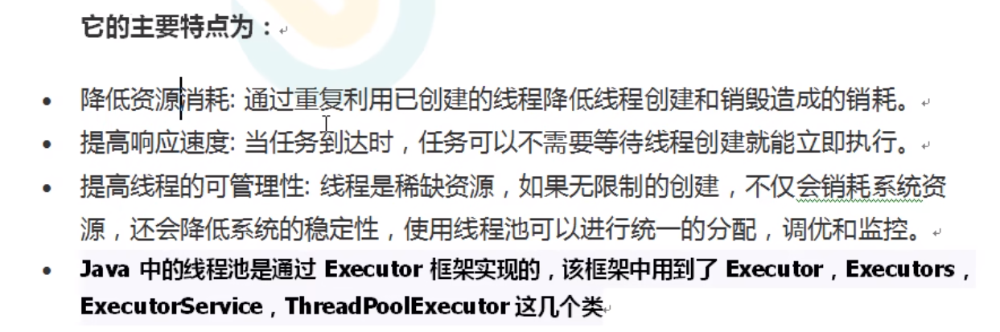 它的主要特点为：
降低资源消耗: 通过重复利用已创建的线程降低线程创建和销毁造成的销耗。
提高响应速度: 当任务到达时，任务可以不需要等待线程创建就能立即执行。
提高线程的可管理性: 线程是稀缺资源，如果无限制的创建，不仅会销耗系统资
源，还会降低系统的稳定性，使用线程池可以进行统一的分配，调优和监控。
Java 中的线程池是通过 Executor 框架实现的，该框架中用到了 Executor，Executors，
ExecutorService，ThreadPoolExecutor 这几个类